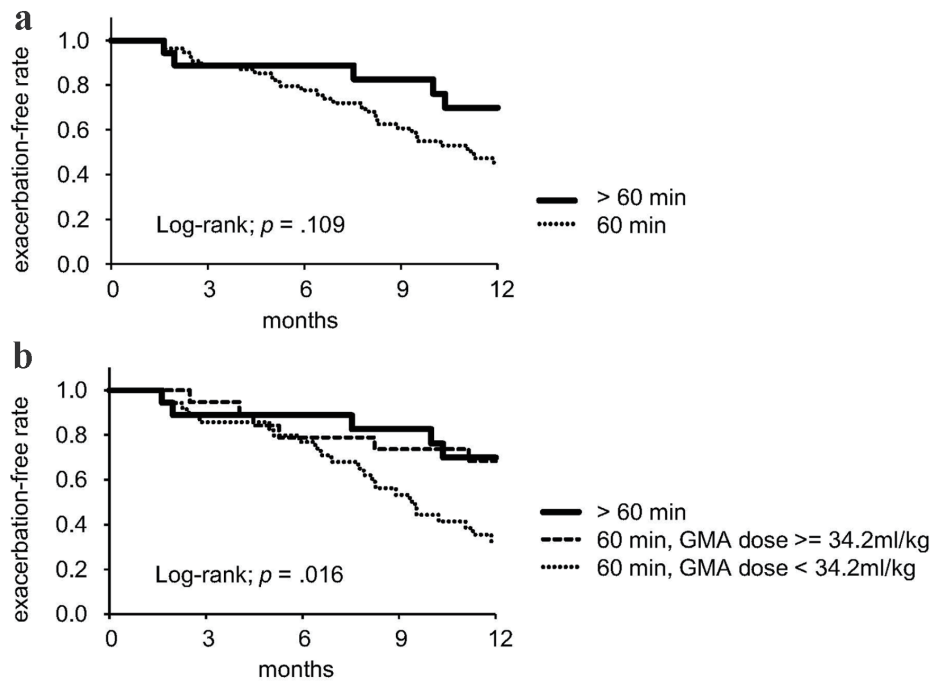 a
1.0
0.8
0.6
0.4
0.2
0.0
exacerbation-free rate
Log-rank; p = .109
0 3 6 9 12
months
> 60 min
60 min
b
1.0
0.8
0.6
0.4
0.2
0.0
exacerbation-free rate
Log-rank; p = .016
0 3 6 9 12
months
> 60 min
60 min, GMA dose >= 34.2ml/kg
60 min, GMA dose < 34.2ml/kg